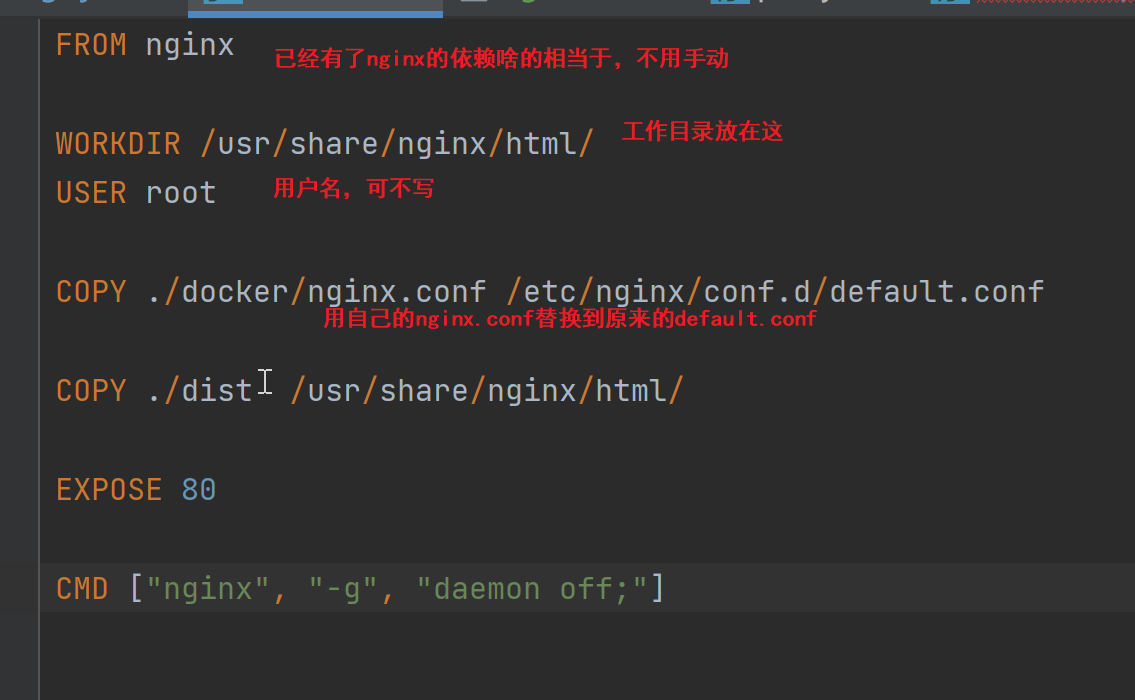 FROM nginx
已经有了nginx的依赖啥的相当于，不用手动
WORKDIR /usr/share/nginx/html/
工作目录放在这
USER root
用户名，可不写
COPY ./docker/nginx.conf /etc/nginx/conf.d/default.conf
用自己的nginx.conf替换到原来的default.conf
COPY ./dist  /usr/share/nginx/html/
EXPOSE 80
CMD ["nginx", "-g", "daemon off;"]